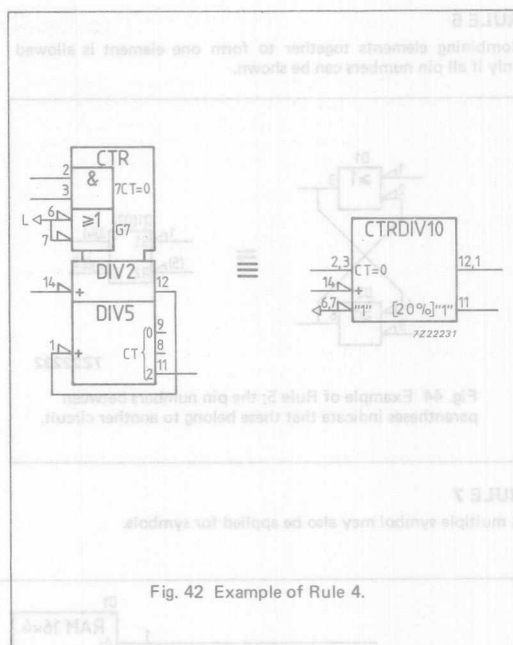 RULE 6
ombining elements together to form one element is allowed
nly if all pin numbers can be shown.
CTR
2
&
7CT=0
3
L
6
≥1
G7
7
DIV2
14
+
12
DIV5
1
+
CT
0
9
8
2
11
≡
CTRDIV10
2,3
CT=0
12,1
14
+
6,7
"1"
[20%]"1"
11
7Z22231
7Z22232
Fig. 44 Example of Rule 5; the pin numbers between
parentheses indicate that these belong to another circuit.
RULE 7
multiple symbol may also be applied for symbols.
Fig. 42 Example of Rule 4.
RAM 16x4